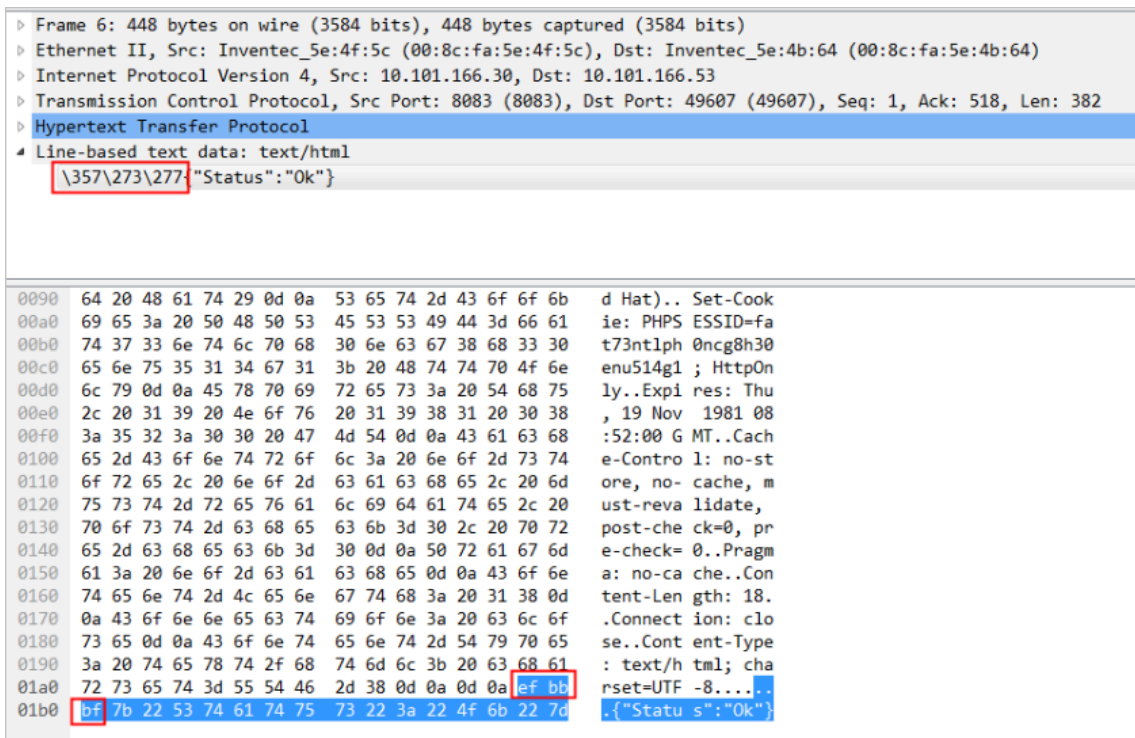 Frame 6: 448 bytes on wire (3584 bits), 448 bytes captured (3584 bits)
Ethernet II, Src: Inventec_5e:4f:5c (00:8c:fa:5e:4f:5c), Dst: Inventec_5e:4b:64 (00:8c:fa:5e:4b:64)
Internet Protocol Version 4, Src: 10.101.166.30, Dst: 10.101.166.53
Transmission Control Protocol, Src Port: 8083 (8083), Dst Port: 49607 (49607), Seq: 1, Ack: 518, Len: 382
Hypertext Transfer Protocol
Line-based text data: text/html
\357\273\277{"Status":"Ok"}
0090 64 20 48 61 74 29 0d 0a 53 65 74 2d 43 6f 6f 6b d Hat).. Set-Cook
00a0 69 65 3a 20 50 48 50 53 45 53 53 49 44 3d 66 61 ie: PHPS ESSID=fa
00b0 74 37 33 6e 74 6c 70 68 30 6e 63 67 38 68 33 30 t73ntlph 0ncg8h30
00c0 65 6e 75 35 31 34 67 31 3b 20 48 74 74 70 4f 6e enu514g1 ; HttpOn
00d0 6c 79 0d 0a 45 78 70 69 72 65 73 3a 20 54 68 75 ly..Expi res: Thu
00e0 2c 20 31 39 20 4e 6f 76 20 31 39 38 31 20 30 38 , 19 Nov 1981 08
00f0 3a 35 32 3a 30 30 20 47 4d 54 0d 0a 43 61 63 68 :52:00 G MT..Cach
0100 65 2d 43 6f 6e 74 72 6f 6c 3a 20 6e 6f 2d 73 74 e-Contro l: no-st
0110 6f 72 65 2c 20 6e 6f 2d 63 61 63 68 65 2c 20 6d ore, no- cache, m
0120 75 73 74 2d 72 65 76 61 6c 69 64 61 74 65 2c 20 ust-reva lidate,
0130 70 6f 73 74 2d 63 68 65 63 6b 3d 30 2c 20 70 72 post-che ck=0, pr
0140 65 2d 63 68 65 63 6b 3d 30 0d 0a 50 72 61 67 6d e-check= 0..Pragm
0150 61 3a 20 6e 6f 2d 63 61 63 68 65 0d 0a 43 6f 6e a: no-ca che..Con
0160 74 65 6e 74 2d 4c 65 6e 67 74 68 3a 20 31 38 0d tent-Len gth: 18.
0170 0a 43 6f 6e 6e 65 63 74 69 6f 6e 3a 20 63 6c 6f .Connect ion: clo
0180 73 65 0d 0a 43 6f 6e 74 65 6e 74 2d 54 79 70 65 se..Cont ent-Type
0190 3a 20 74 65 78 74 2f 68 74 6d 6c 3b 20 63 68 61 : text/h tml; cha
01a0 72 73 65 74 3d 55 54 46 2d 38 0d 0a 0d 0a ef bb rset=UTF -8......
01b0 bf 7b 22 53 74 61 74 75 73 22 3a 22 4f 6b 22 7d .{"Statu s":"Ok"}